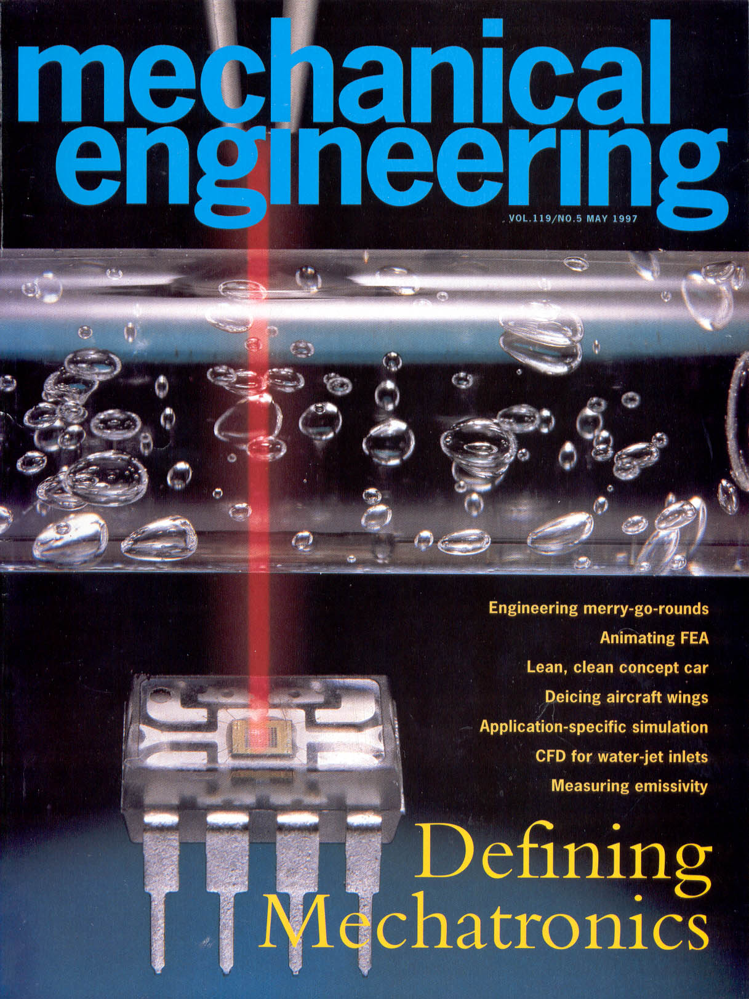 mechanical
engineering
VOL.119/NO.5 MAY 1997
Engineering merry-go-rounds
Animating FEA
Lean, clean concept car
Deicing aircraft wings
Application-specific simulation
CFD for water-jet inlets
Measuring emissivity
Defining
Mechatronics